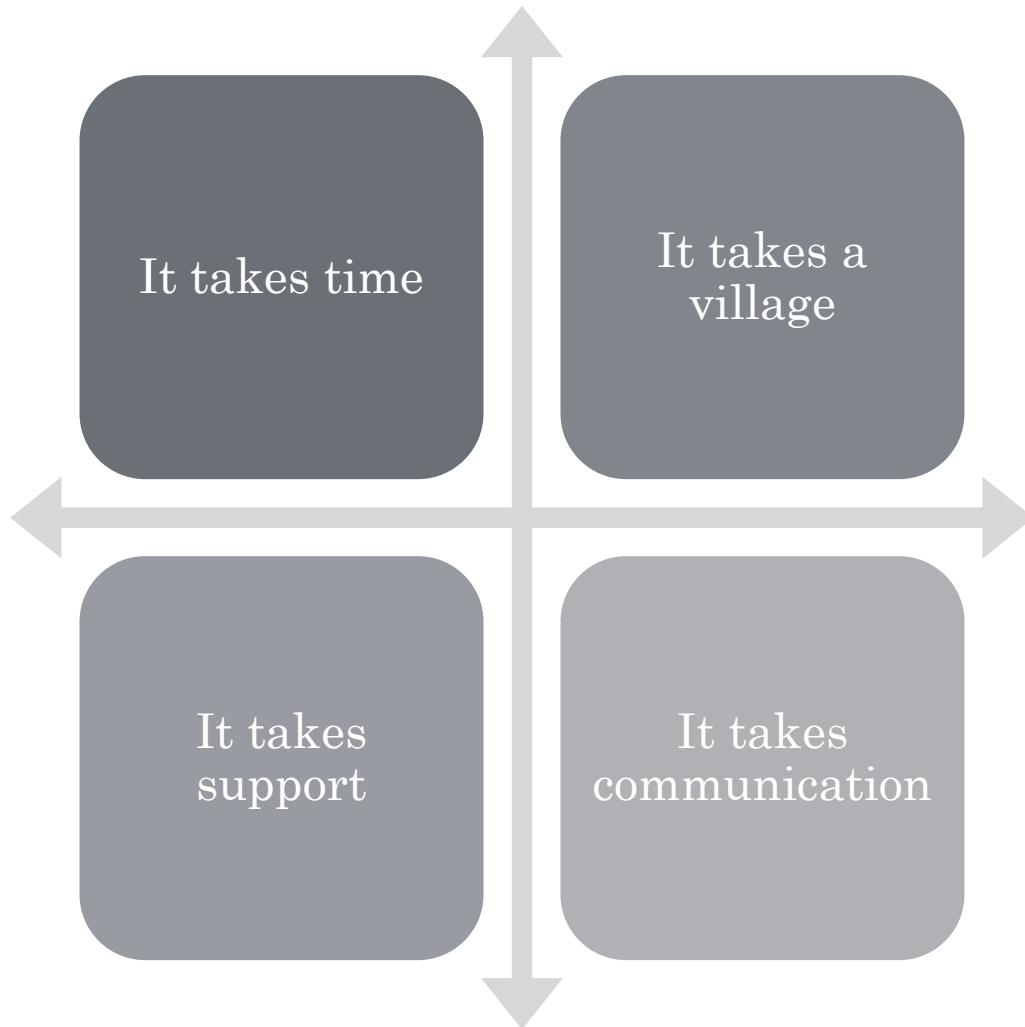 It takes time
It takes a
village
It takes
support
It takes
communication